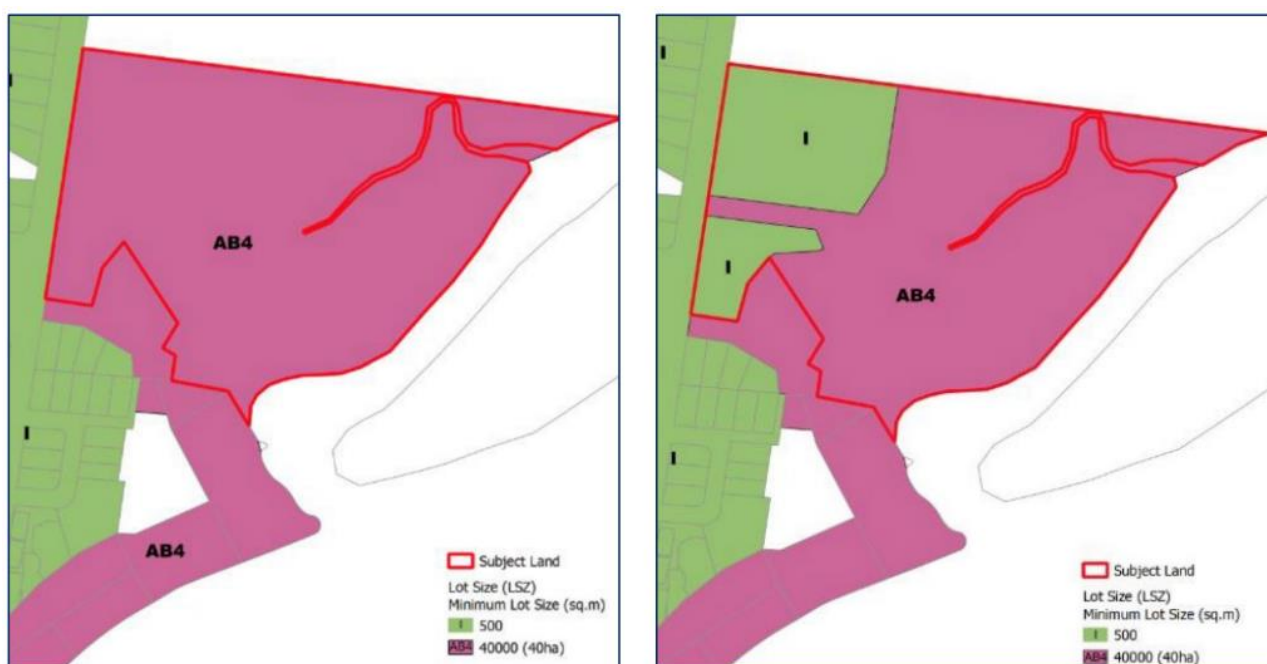 I
AB4
I
AB4
Subject Land
Lot Size (LSZ)
Minimum Lot Size (sq.m)
I 500
AB4 40000 (40ha)
I
I
I
AB4
I
Subject Land
Lot Size (LSZ)
Minimum Lot Size (sq.m)
I 500
AB4 40000 (40ha)